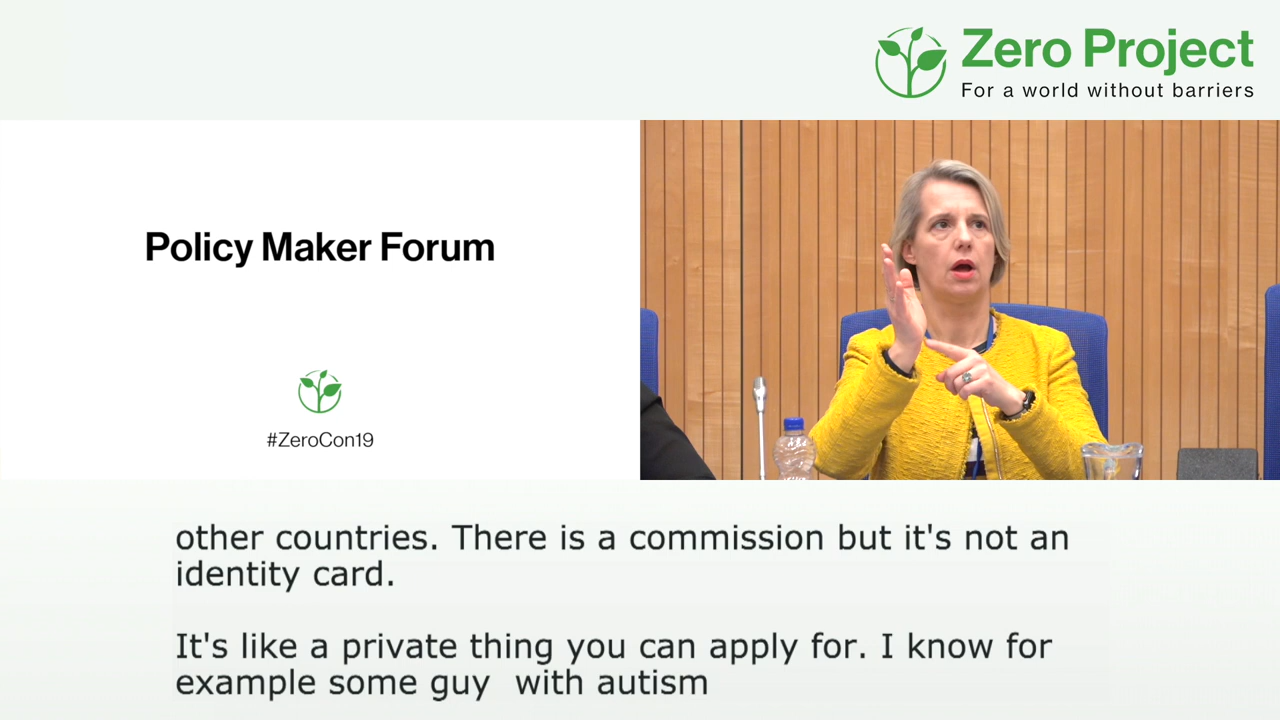 Zero Project
For a world without barriers
Policy Maker Forum
#ZeroCon19
other countries. There is a commission but it's not an
identity card.
It's like a private thing you can apply for. I know for
example some guy  with autism